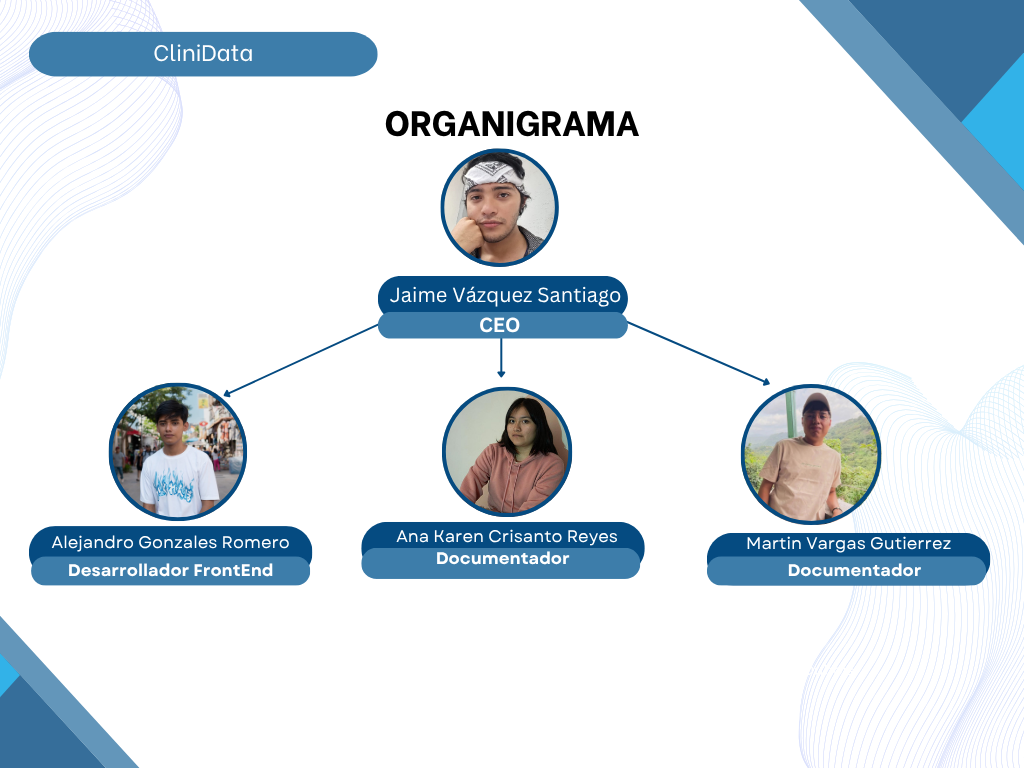 CliniData
ORGANIGRAMA
Jaime Vázquez Santiago
CEO
Alejandro Gonzales Romero
Desarrollador FrontEnd
Ana Karen Crisanto Reyes
Documentador
Martin Vargas Gutierrez
Documentador